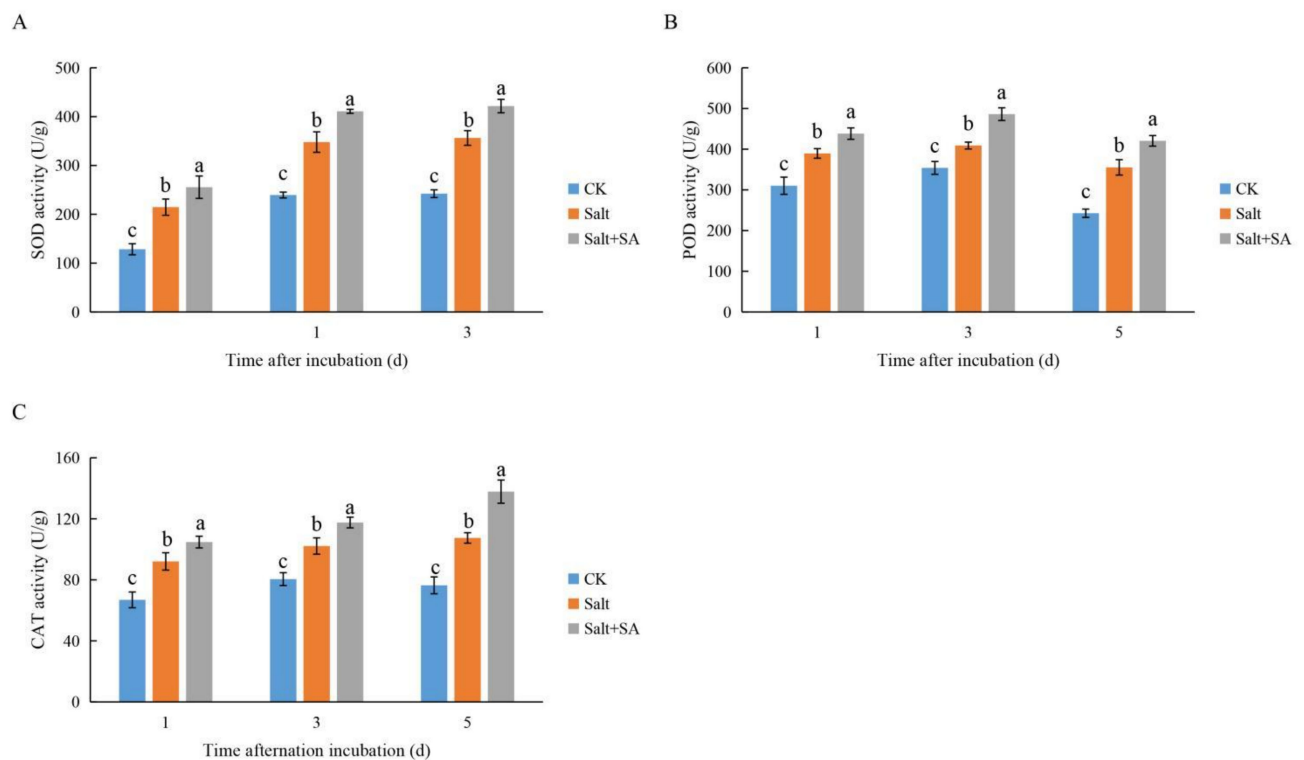 A
SOD activity (U/g)
500
400
300
200
100
0
c
b
a
c
b
a
c
b
a
1
3
Time after incubation (d)
CK
Salt
Salt+SA
B
POD activity (U/g)
600
500
400
300
200
100
0
c
b
a
c
b
a
c
b
a
1
3
5
Time after incubation (d)
CK
Salt
Salt+SA
C
CAT activity (U/g)
160
120
80
40
0
c
b
a
c
b
a
c
b
a
1
3
5
Time afternation incubation (d)
CK
Salt
Salt+SA